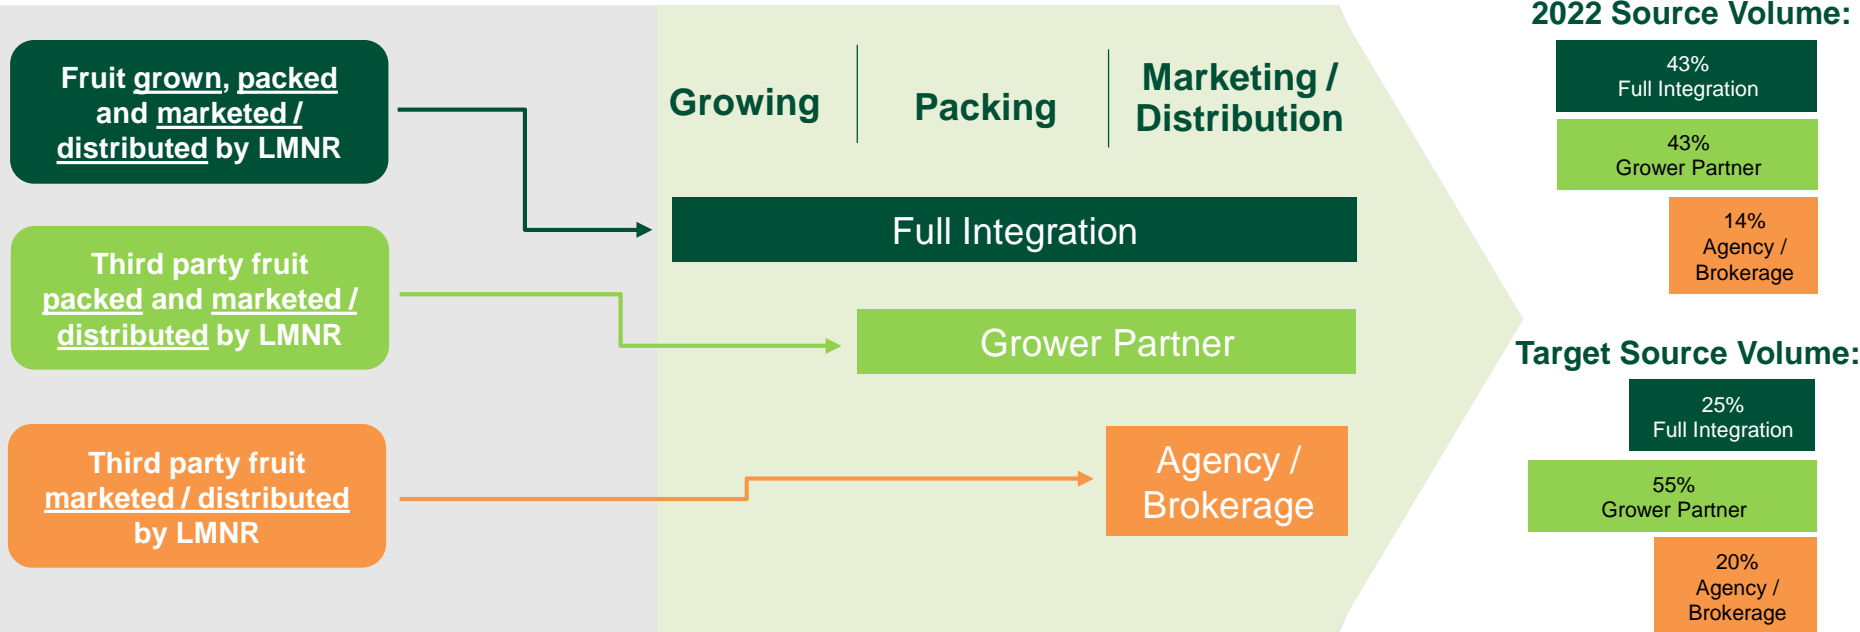 Fruit grown, packed
and marketed /
distributed by LMNR
Third party fruit
packed and marketed /
distributed by LMNR
Third party fruit
marketed / distributed
by LMNR
Growing
Packing
Marketing /
Distribution
Full Integration
Grower Partner
Agency /
Brokerage
2022 Source Volume:
43%
Full Integration
43%
Grower Partner
14%
Agency /
Brokerage
Target Source Volume:
25%
Full Integration
55%
Grower Partner
20%
Agency /
Brokerage